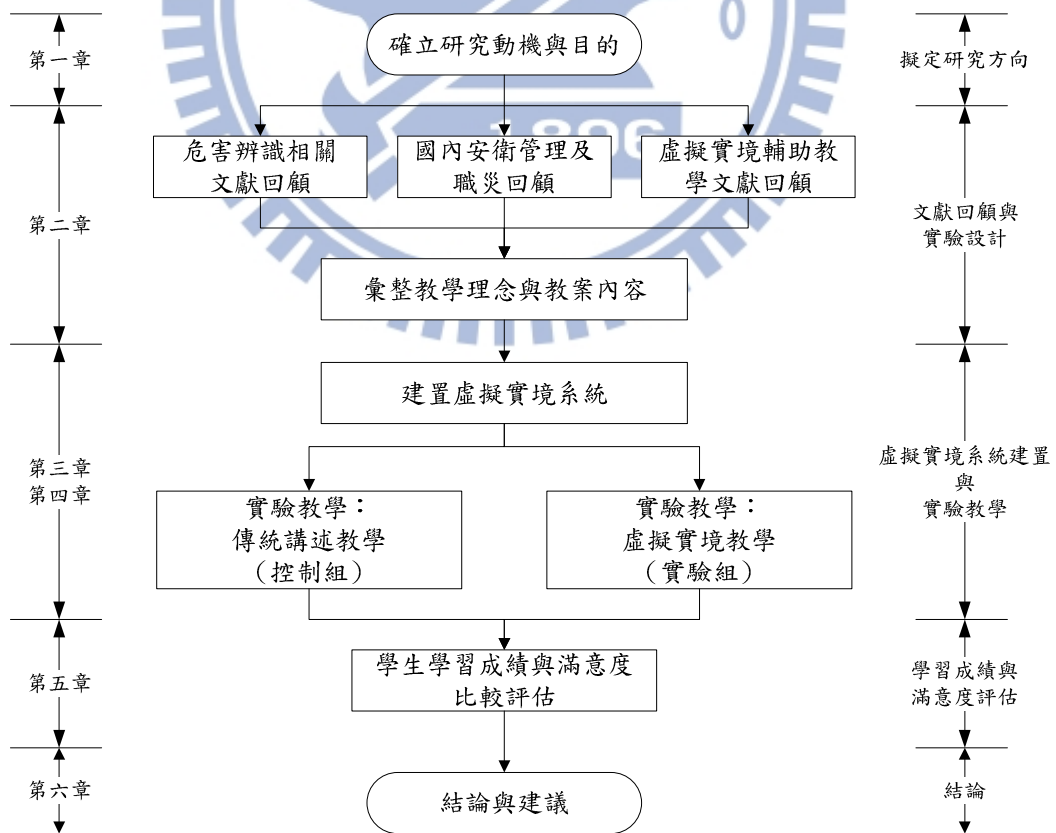 確立研究動機與目的
第一章
擬定研究方向
1896
危害辨識相關
文獻回顧
國內安衛管理及
職災回顧
虛擬實境輔助教
學文獻回顧
第二章
文獻回顧與
實驗設計
彙整教學理念與教案內容
建置虛擬實境系統
第三章
第四章
虛擬實境系統建置
與
實驗教學
實驗教學：
傳統講述教學
（控制組）
實驗教學：
虛擬實境教學
（實驗組）
學生學習成績與滿意度
比較評估
第五章
學習成績與
滿意度評估
第六章
結論與建議
結論